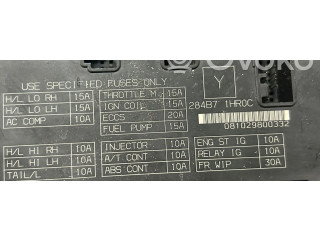 USE SPECIFIED FUSES ONLY
H/L LO RH 15A
H/L LO LH 15A
AC COMP 10A
THROTTLE M 15A
IGN COIL 15A
ECCS 20A
FUEL PUMP 15A
Y
284B7 1HR0C
081029800332
H/L HI RH 10A
H/L HI LH 10A
TAIL/L 10A
INJECTOR 10A
A/T CONT 10A
ABS CONT 10A
ENG ST IG 10A
RELAY IG 10A
FR WIP 30A